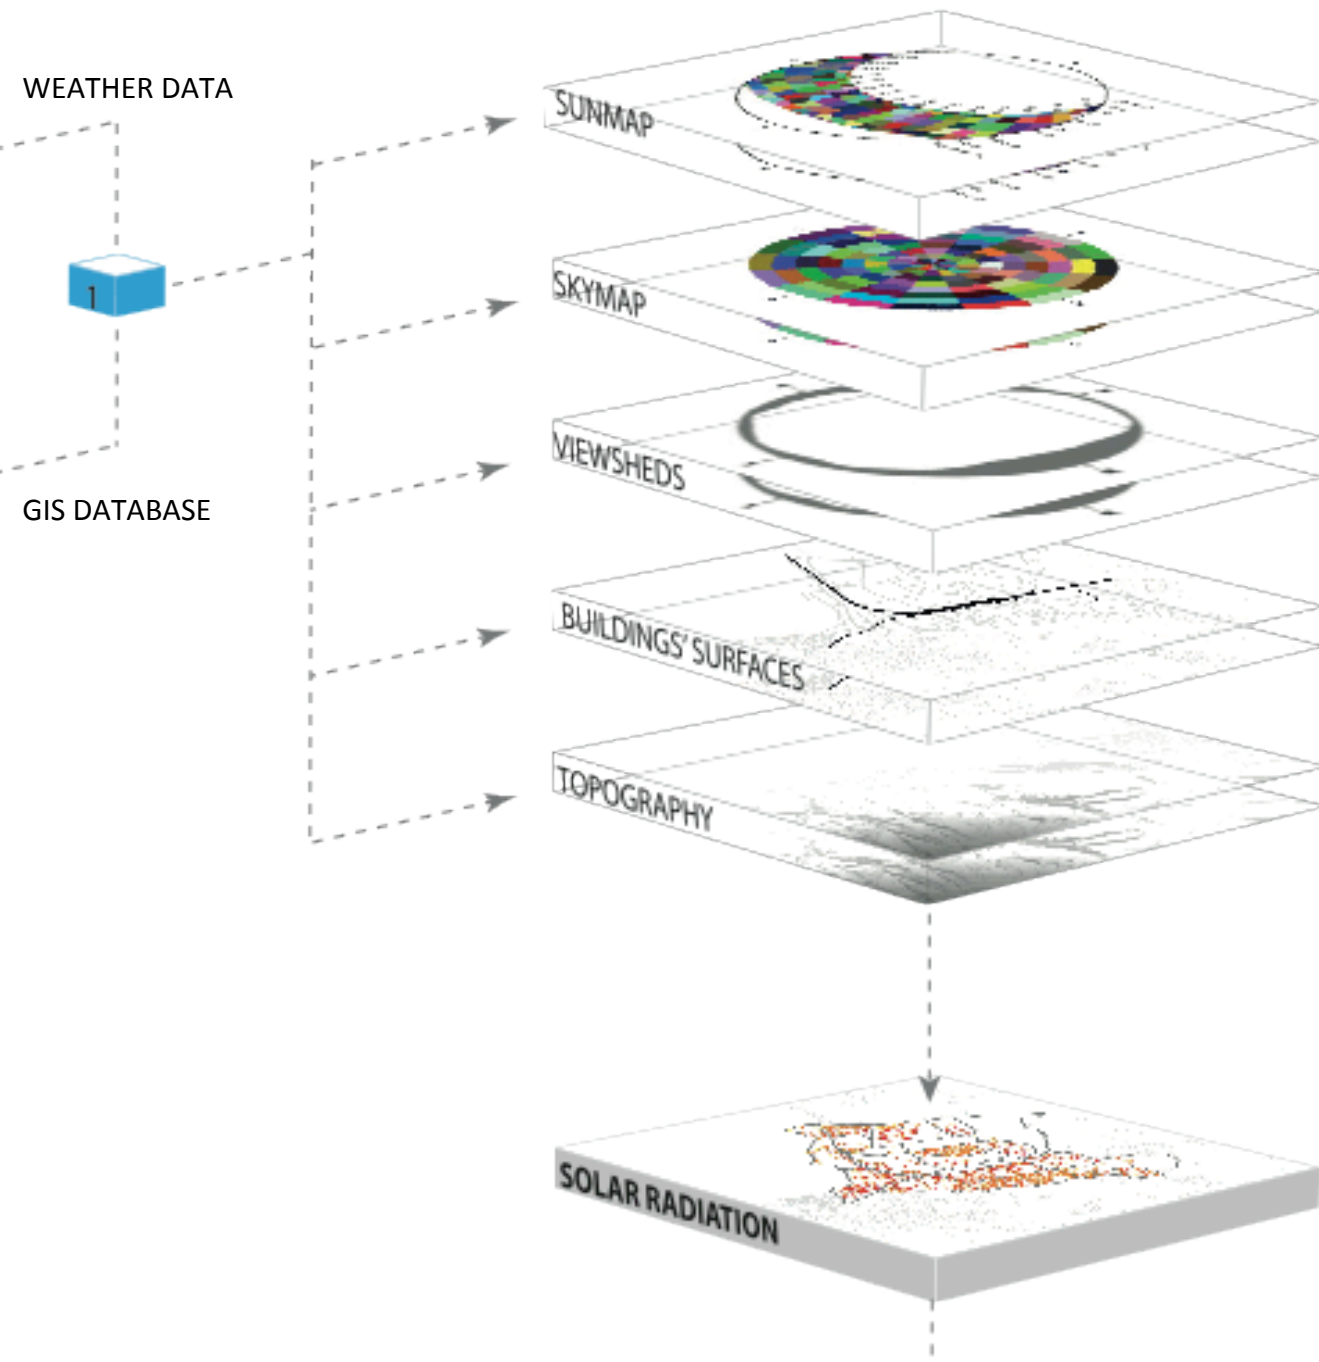 WEATHER DATA
SUNMAP
1
SKYMAP
VIEWSHEDS
GIS DATABASE
BUILDINGS' SURFACES
TOPOGRAPHY
SOLAR RADIATION